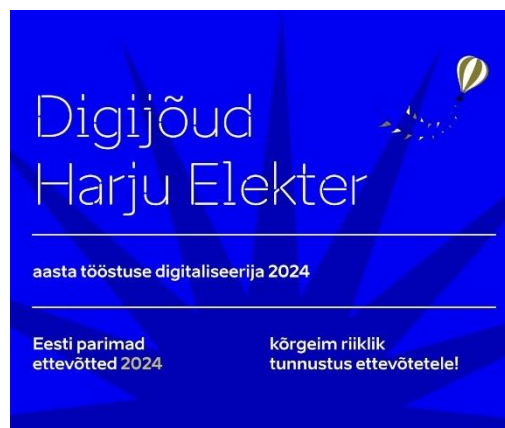 Digijõud
Harju Elekter
aasta tööstuse digitaliseerija 2024
Eesti parimad
ettevõtted 2024
kõrgeim riiklik
tunnustus ettevõtetele!